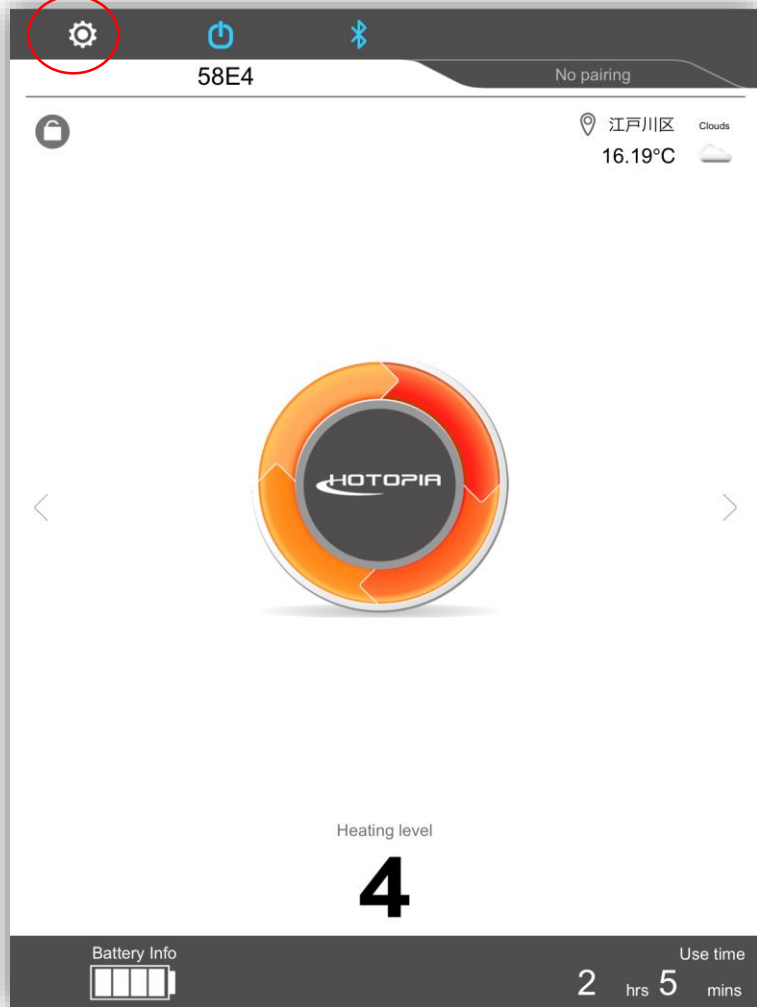 58E4
No pairing
江戸川区 Clouds
16.19°C
HOTOPIA
Heating level
4
Battery Info
Use time
2 hrs 5 mins